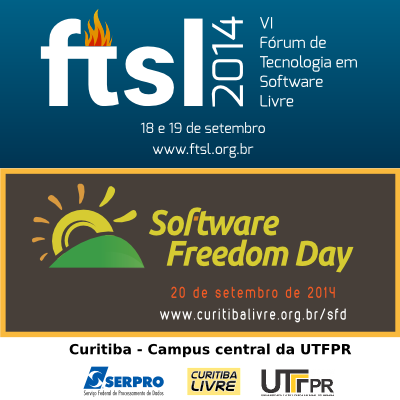 ftsl 2014
VI
Fórum de
Tecnologia em
Software
Livre
18 e 19 de setembro
www.ftsl.org.br
Software
Freedom Day
20 de setembro de 2014
www.curitibalivre.org.br/sfd
Curitiba - Campus central da UTFPR
SERPRO
Serviço Federal de Processamento de Dados
CURITIBA
LIVRE
UTFPR